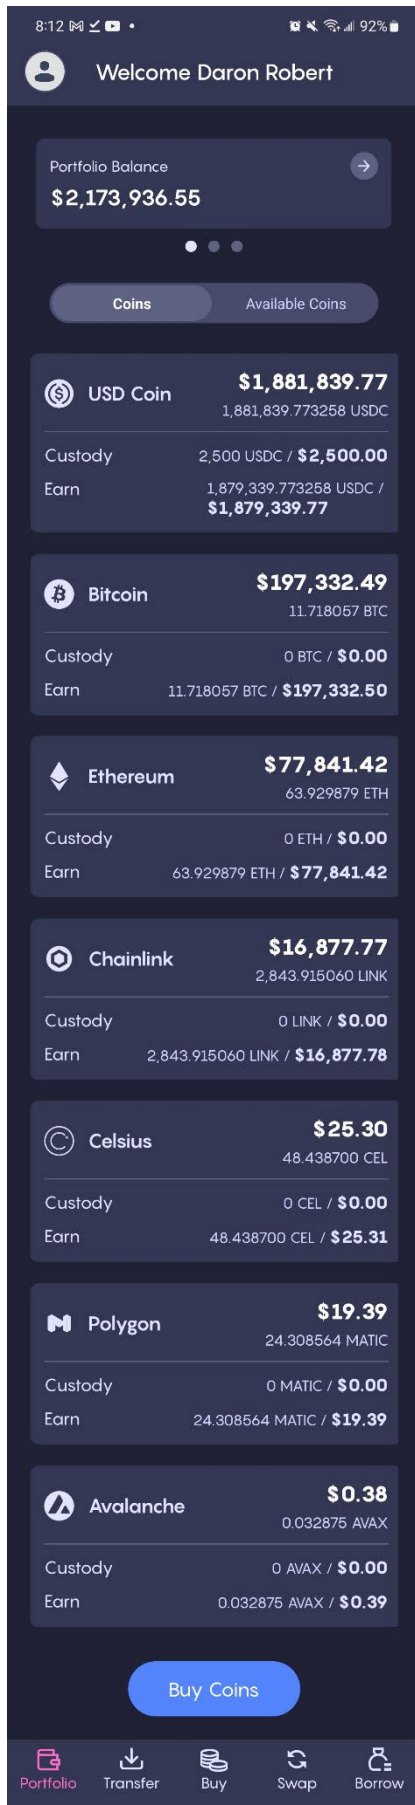 8:12
92%
Welcome Daron Robert
Portfolio Balance
$2,173,936.55
Coins
Available Coins
USD Coin
$1,881,839.77
1,881,839.773258 USDC
Custody
2,500 USDC / $2,500.00
Earn
1,879,339.773258 USDC /
$1,879,339.77
Bitcoin
$197,332.49
11.718057 BTC
Custody
0 BTC / $0.00
Earn
11.718057 BTC / $197,332.50
Ethereum
$77,841.42
63.929879 ETH
Custody
0 ETH / $0.00
Earn
63.929879 ETH / $77,841.42
Chainlink
$16,877.77
2,843.915060 LINK
Custody
0 LINK / $0.00
Earn
2,843.915060 LINK / $16,877.78
Celsius
$25.30
48.438700 CEL
Custody
0 CEL / $0.00
Earn
48.438700 CEL / $25.31
Polygon
$19.39
24.308564 MATIC
Custody
0 MATIC / $0.00
Earn
24.308564 MATIC / $19.39
Avalanche
$0.38
0.032875 AVAX
Custody
0 AVAX / $0.00
Earn
0.032875 AVAX / $0.39
Buy Coins
Portfolio
Transfer
Buy
Swap
Borrow